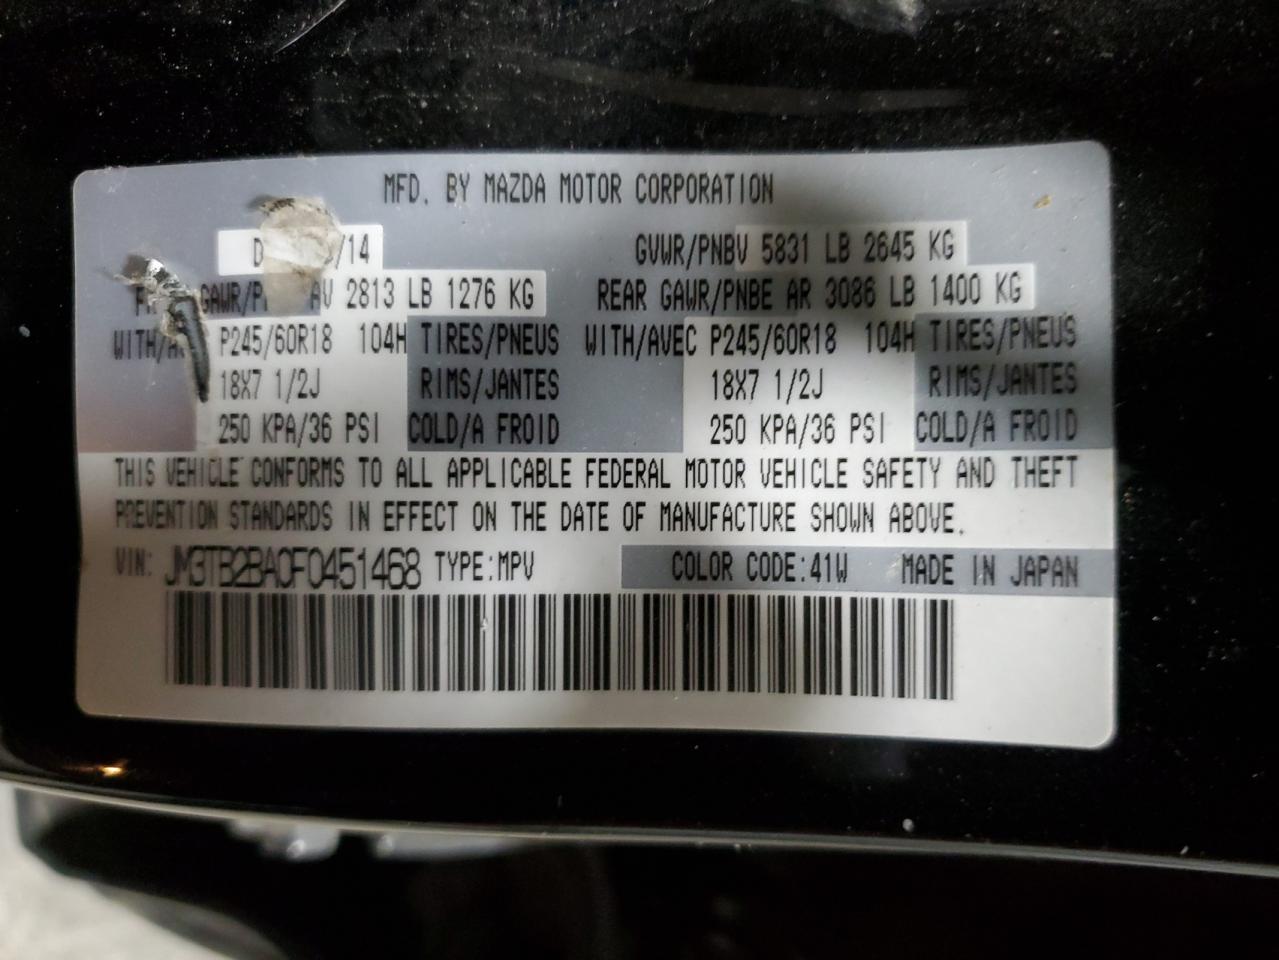 MFD. BY MAZDA MOTOR CORPORATION
/14 GVWR/PNBV 5831 LB 2645 KG
GAWR/ AV 2813 LB 1276 KG REAR GAWR/PNBE AR 3086 LB 1400 KG
WITH/ P245/60R18 104H TIRES/PNEUS WITH/AVEC P245/60R18 104H TIRES/PNEUS
18X7 1/2J RIMS/JANTES 18X7 1/2J RIMS/JANTES
250 KPA/36 PSI COLD/A FROID 250 KPA/36 PSI COLD/A FROID
THIS VEHICLE CONFORMS TO ALL APPLICABLE FEDERAL MOTOR VEHICLE SAFETY AND THEFT
PREVENTION STANDARDS IN EFFECT ON THE DATE OF MANUFACTURE SHOWN ABOVE.
VIN: JM3TB2BA0F0451468 TYPE:MPV COLOR CODE:41W MADE IN JAPAN